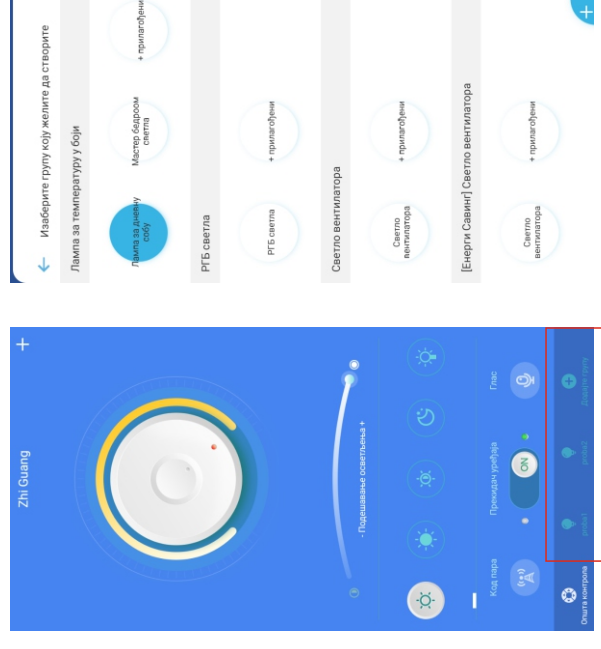 Zhi Guang
+
- Подешавање осветљења +
Код пара
Прекидач уређаја
Глас
ON
Општа контрола
proba1
proba2
Додајте групу
← Изаберите групу коју желите да створите
Лампа за температуру у боји
Лампа за дневну
собу
Мастер бедроом
светла
+ прилагођени
РГБ светла
РГБ светла
+ прилагођени
Светло вентилатора
Светло
вентилатора
+ прилагођени
[Енерги Савинг] Светло вентилатора
Светло
вентилатора
+ прилагођени
+